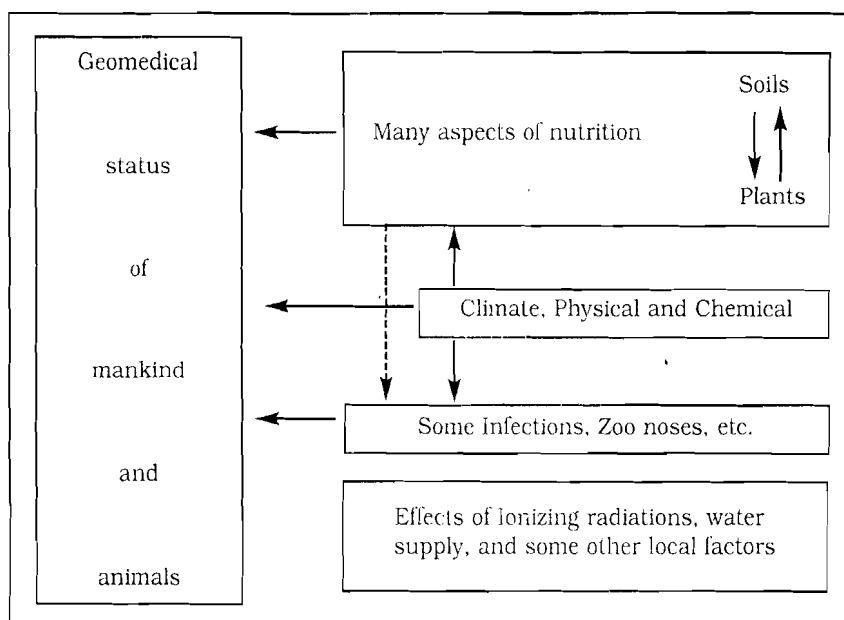 Geomedical
status
of
mankind
and
animals
Many aspects of nutrition
Soils
Plants
Climate, Physical and Chemical
Some Infections, Zoo noses, etc.
Effects of Ionizing radiations, water
supply, and some other local factors